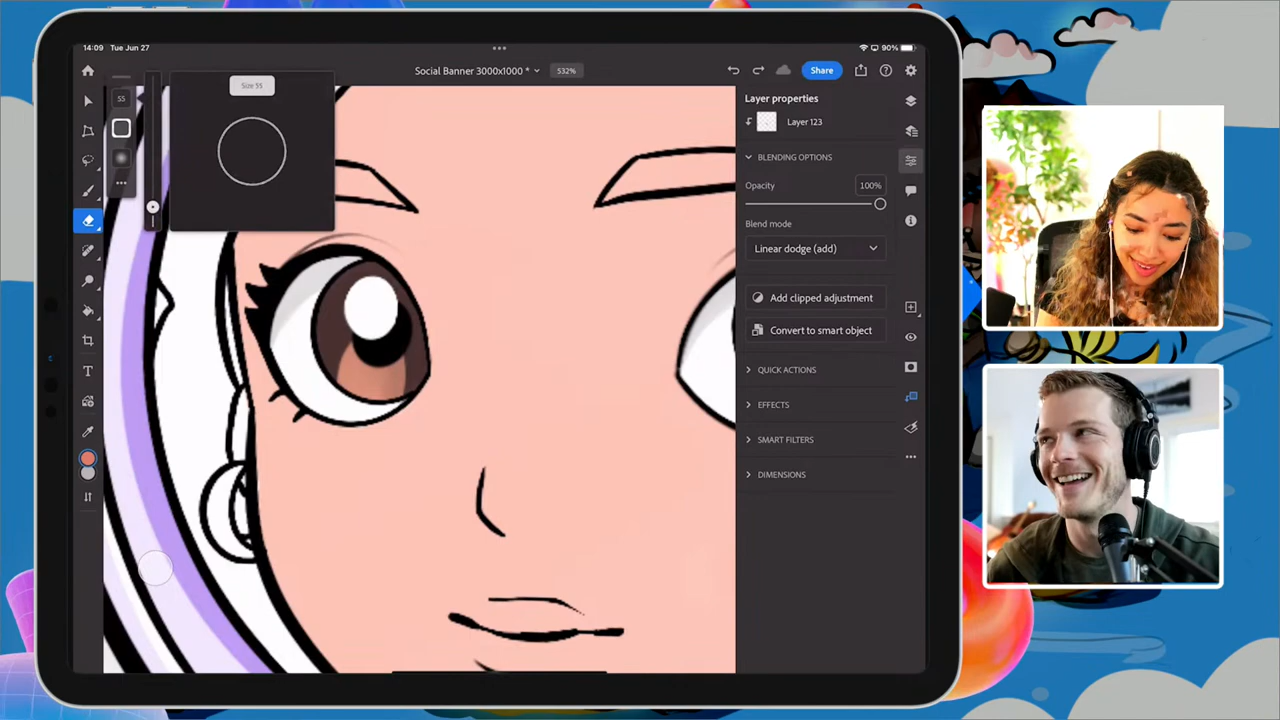 14:09 Tue Jun 27
90%
Social Banner 3000x1000 *
532%
Share
Size 55
55
T
Layer properties
Layer 123
BLENDING OPTIONS
Opacity
100%
Blend mode
Linear dodge (add)
Add clipped adjustment
Convert to smart object
QUICK ACTIONS
EFFECTS
SMART FILTERS
DIMENSIONS